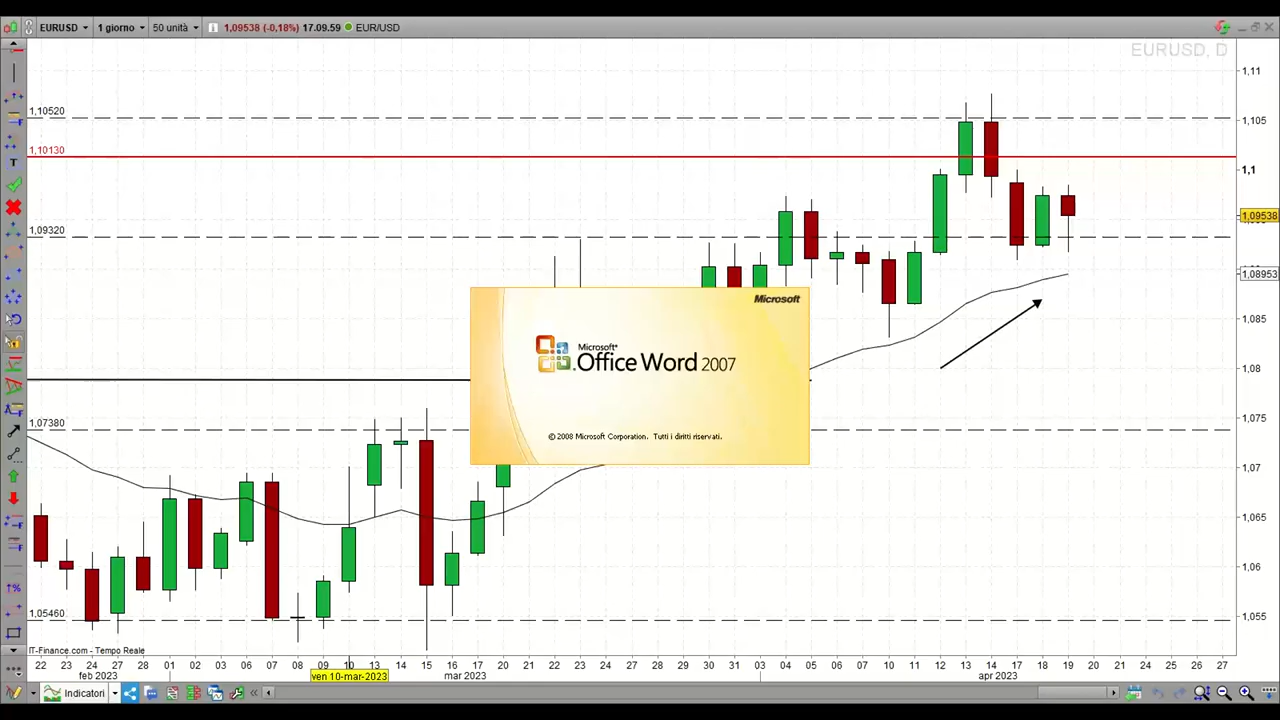 EURUSD 1 giorno 50 unità 1,09538 (-0,18%) 17.09.59 EUR/USD
EURUSD, D
1,11
1,10520
1,105
1,10130
1,1
1,09538
1,09320
1,08953
1,085
Microsoft
Microsoft®
Office Word 2007
1,08
© 2008 Microsoft Corporation. Tutti i diritti riservati.
1,075
1,07380
1,07
1,065
1,06
1,05460
1,055
IT-Finance.com - Tempo Reale
22 23 24 27 28 01 02 03 06 07 08 09 10 13 14 15 16 17 20 21 22 23 24 27 28 29 30 31 03 04 05 06 07 10 11 12 13 14 17 18 19 20 21 24 25 26 27
feb 2023 ven 10-mar-2023 mar 2023 apr 2023
Indicatori